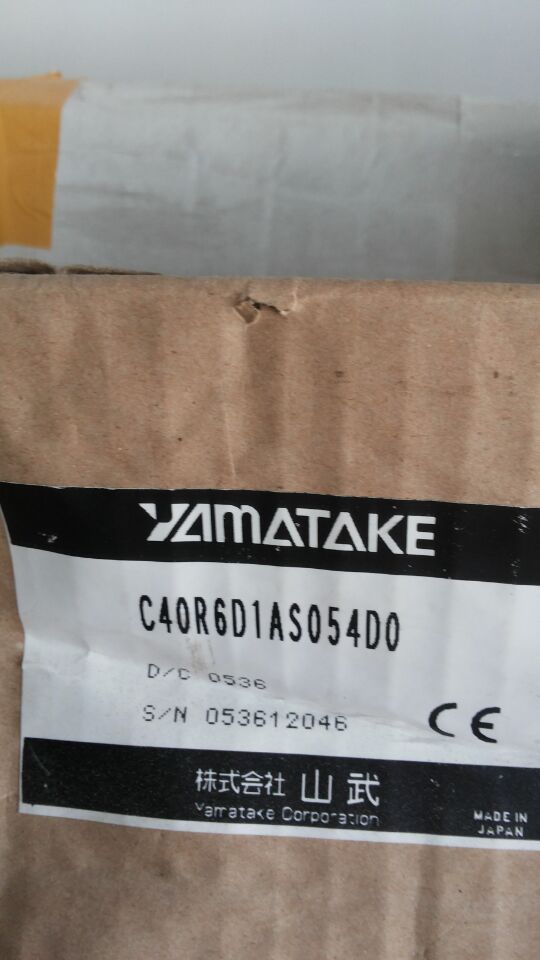 YAMATAKE
C40R6D1AS054D0
D/C 0536
S/N 053612046
CE
株式会社 山武
Yamatake Corporation
MADE IN
JAPAN